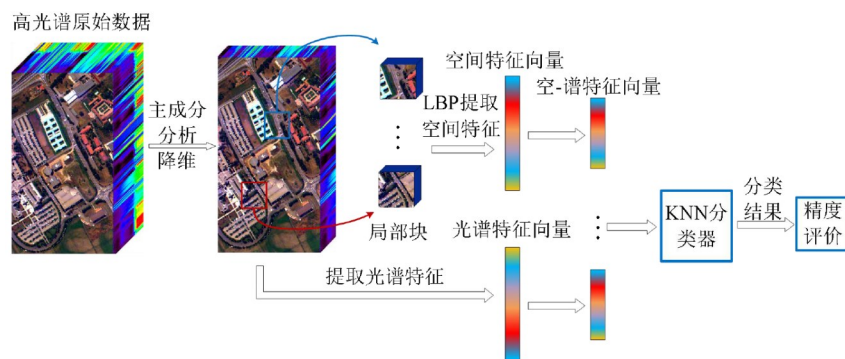 高光谱原始数据
主成分
分析
降维
局部块
LBP提取
空间特征
空间特征向量
空-谱特征向量
提取光谱特征
光谱特征向量
KNN分
类器
分类
结果
精度
评价